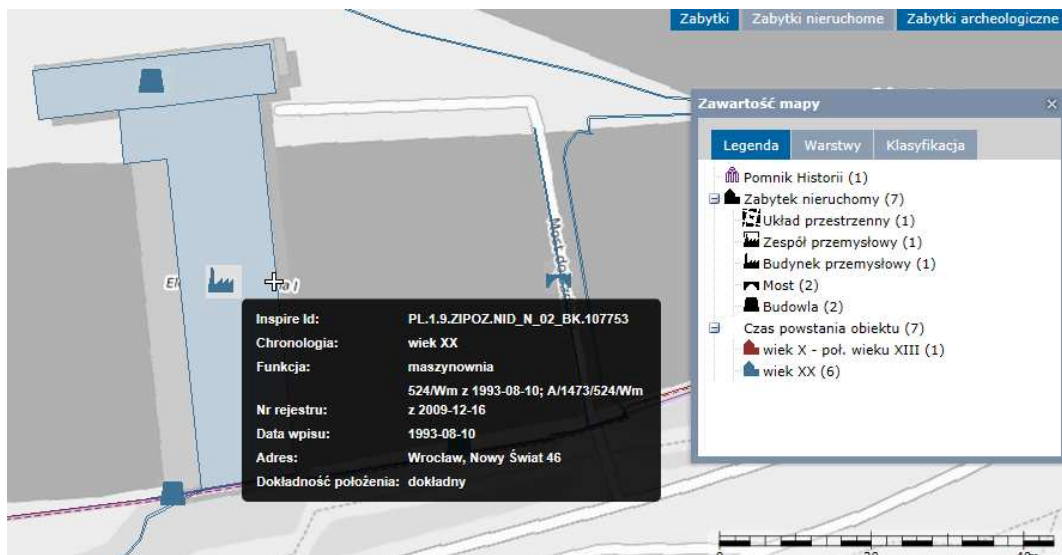 Zabytki Zabytki nieruchome Zabytki archeologiczne
Zawartość mapy
Legenda Warstwy Klasyfikacja
Pomnik Historii (1)
Zabytek nieruchomy (7)
Układ przestrzenny (1)
Zespół przemysłowy (1)
Budynek przemysłowy (1)
Most (2)
Budowla (2)
Czas powstania obiektu (7)
wiek X - poł. wieku XIII (1)
wiek XX (6)
Inspire Id: PL.1.9.ZIPOZ.NID_N_02_BK.107753
Chronologia: wiek XX
Funkcja: maszynownia
524/Wm z 1993-08-10; A/1473/524/Wm
Nr rejestru: z 2009-12-16
Data wpisu: 1993-08-10
Adres: Wrocław, Nowy Świat 46
Dokładność położenia: dokładny